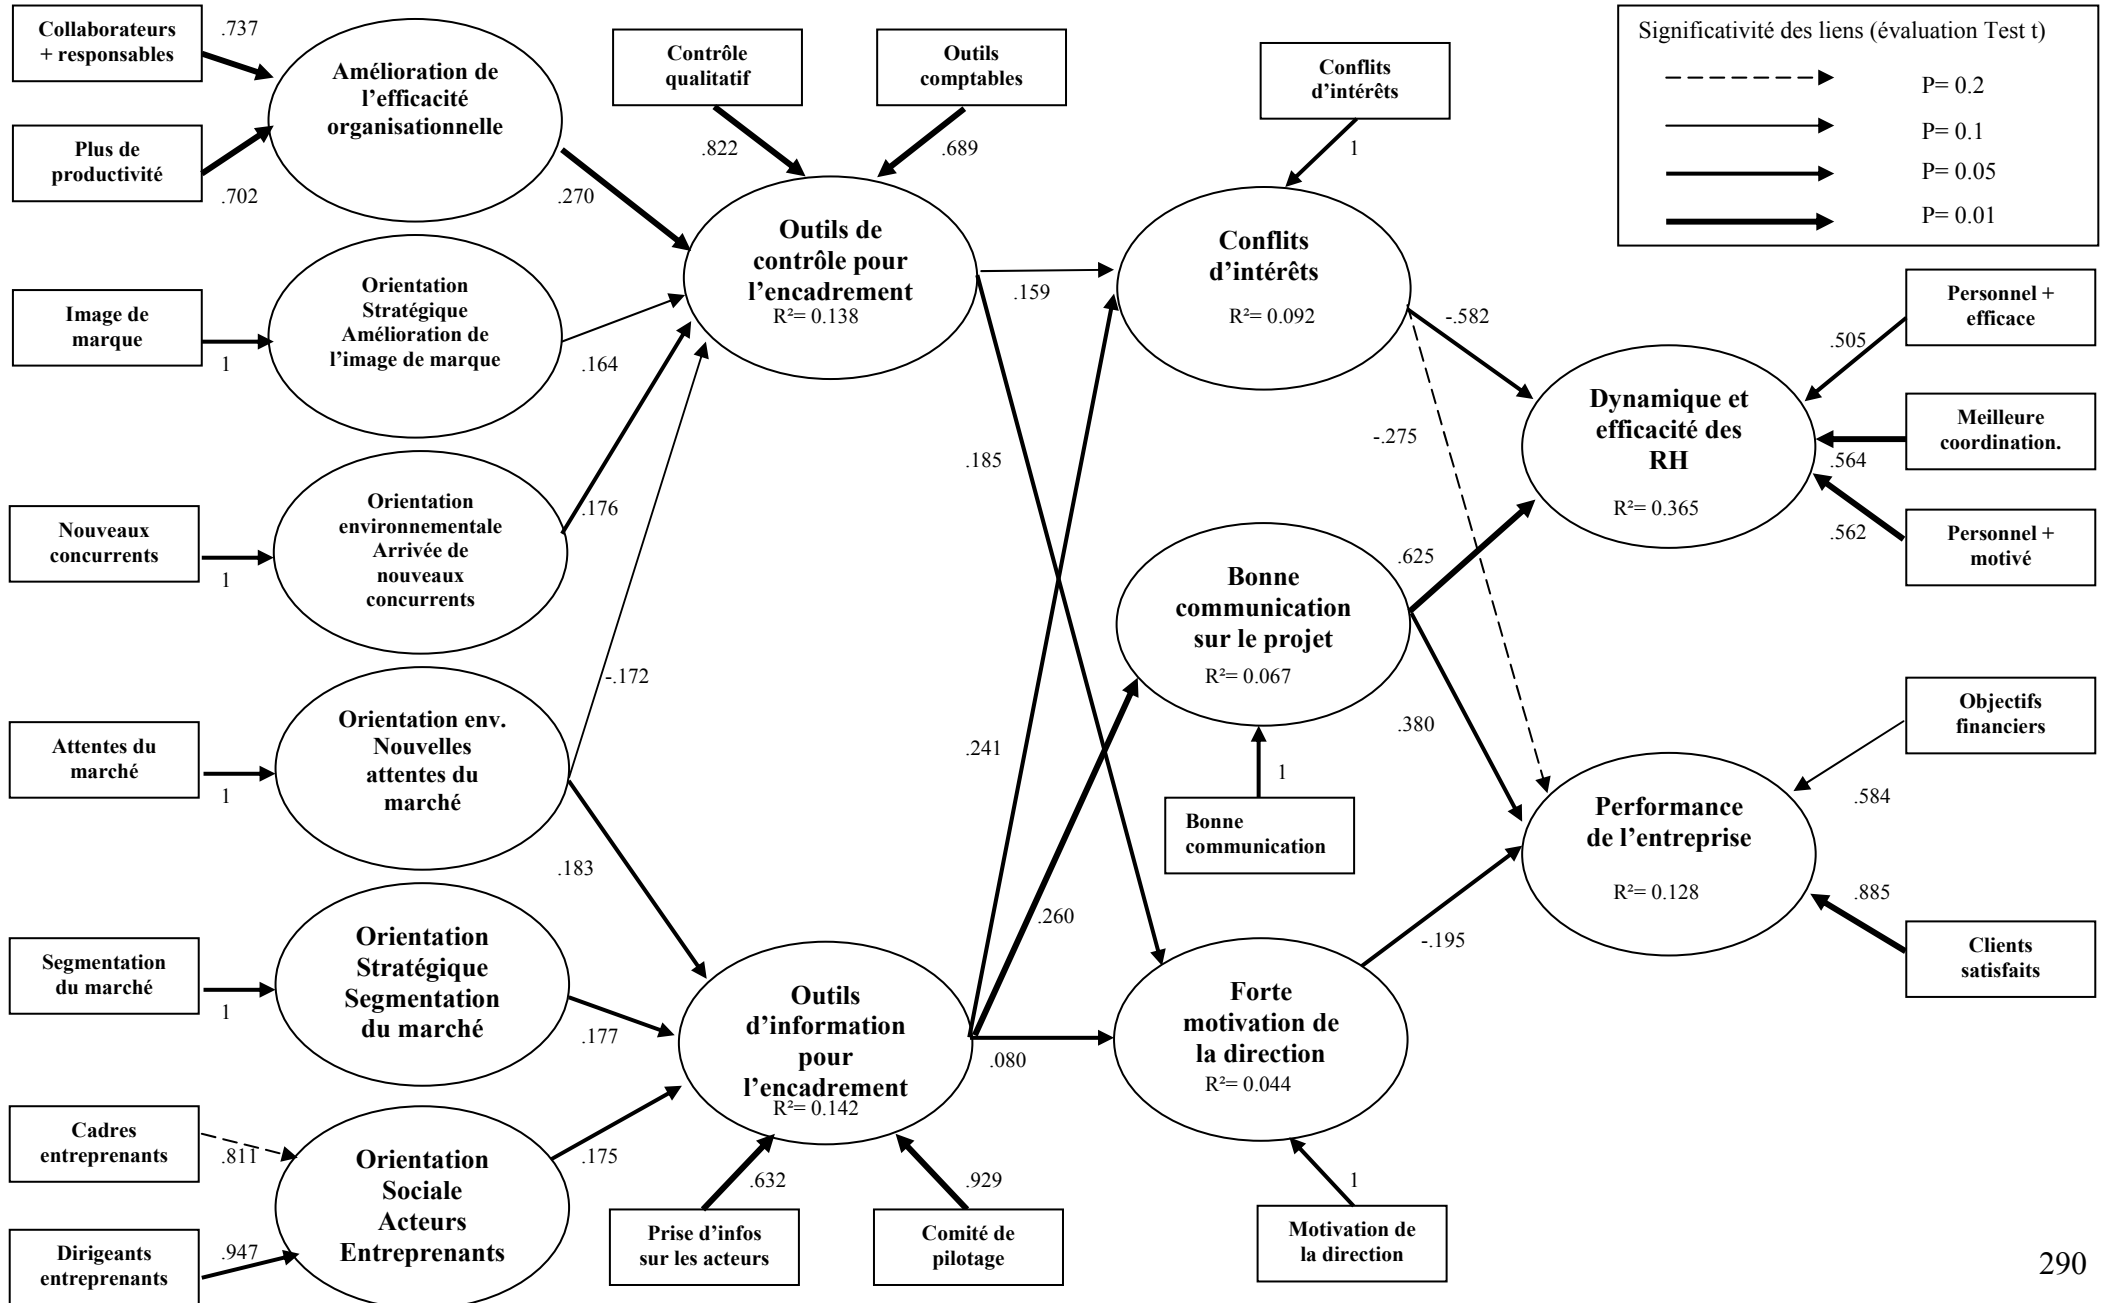 Collaborateurs
+ responsables
.737
Plus de
productivité
.702
Amélioration de
l'efficacité
organisationnelle
.270
Image de
marque
1
Orientation
Stratégique
Amélioration de
l'image de marque
.164
Nouveaux
concurrents
1
Orientation
environnementale
Arrivée de
nouveaux
concurrents
.176
Attentes du
marché
1
Orientation env.
Nouvelles
attentes du
marché
-.172
.183
Segmentation
du marché
1
Orientation
Stratégique
Segmentation
du marché
.177
Cadres
entreprenants
.811
Dirigeants
entreprenants
.947
Orientation
Sociale
Acteurs
Entreprenants
.175
Contrôle
qualitatif
.822
Outils
comptables
.689
Outils de
contrôle pour
l'encadrement
R²= 0.138
.159
.185
Outils
d'information
pour
l'encadrement
R²= 0.142
.241
.260
.080
.632
.929
Prise d'infos
sur les acteurs
Comité de
pilotage
Conflits
d'intérêts
1
Conflits
d'intérêts
R²= 0.092
-.582
-.275
Bonne
communication
sur le projet
R²= 0.067
.625
.380
1
Bonne
communication
Forte
motivation de
la direction
R²= 0.044
-.195
1
Motivation de
la direction
Significativité des liens (évaluation Test t)
P= 0.2
P= 0.1
P= 0.05
P= 0.01
Dynamique et
efficacité des
RH
R²= 0.365
Personnel +
efficace
.505
Meilleure
coordination.
.564
Personnel +
motivé
.562
Performance
de l'entreprise
R²= 0.128
Objectifs
financiers
.584
Clients
satisfaits
.885
290